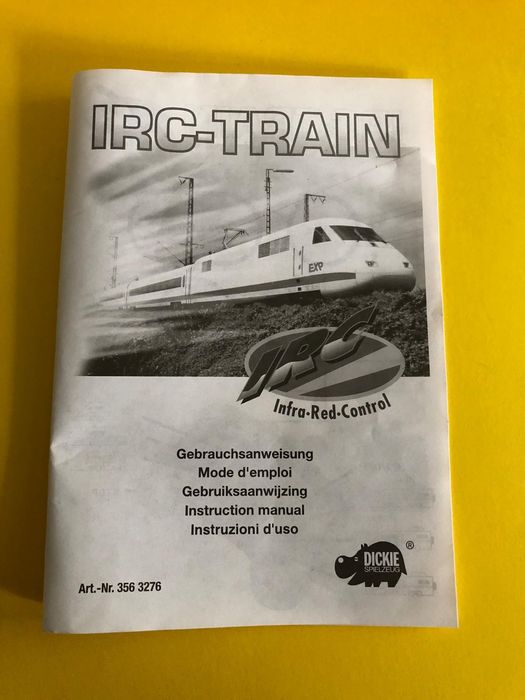 IRC-TRAIN
EXP
IRC
Infra-Red-Control
Gebrauchsanweisung
Mode d'emploi
Gebruiksaanwijzing
Instruction manual
Instruzioni d'uso
DICKIE ®
SPIELZEUG
Art.-Nr. 356 3276